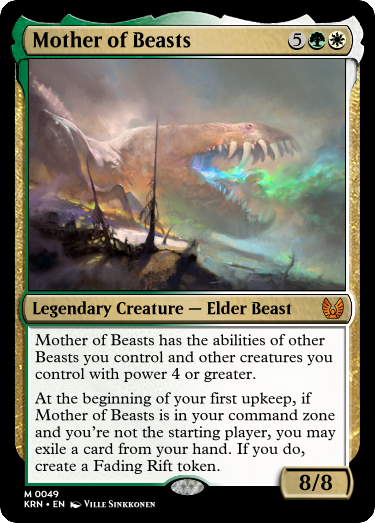 Mother of Beasts 5
Legendary Creature — Elder Beast
Mother of Beasts has the abilities of other
Beasts you control and other creatures you
control with power 4 or greater.
At the beginning of your first upkeep, if
Mother of Beasts is in your command zone
and you're not the starting player, you may
exile a card from your hand. If you do,
create a Fading Rift token.
8/8
M 0049
KRN • EN Ville Sinkkonen